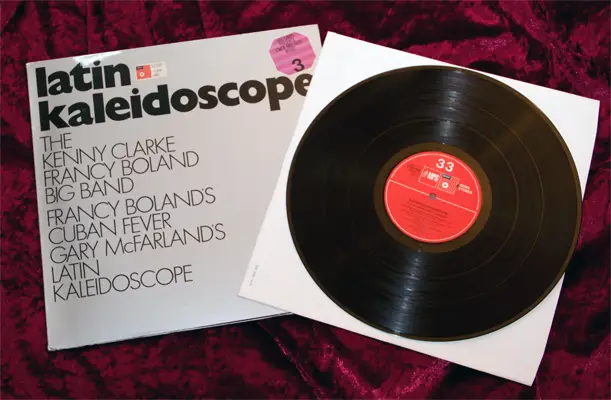 latin
kaleidoscope
3
THE
KENNY CLARKE
FRANCY BOLAND
BIG BAND
FRANCY BOLAND'S
CUBAN FEVER
GARY McFARLAND'S
LATIN
KALEIDOSCOPE
33
MPS